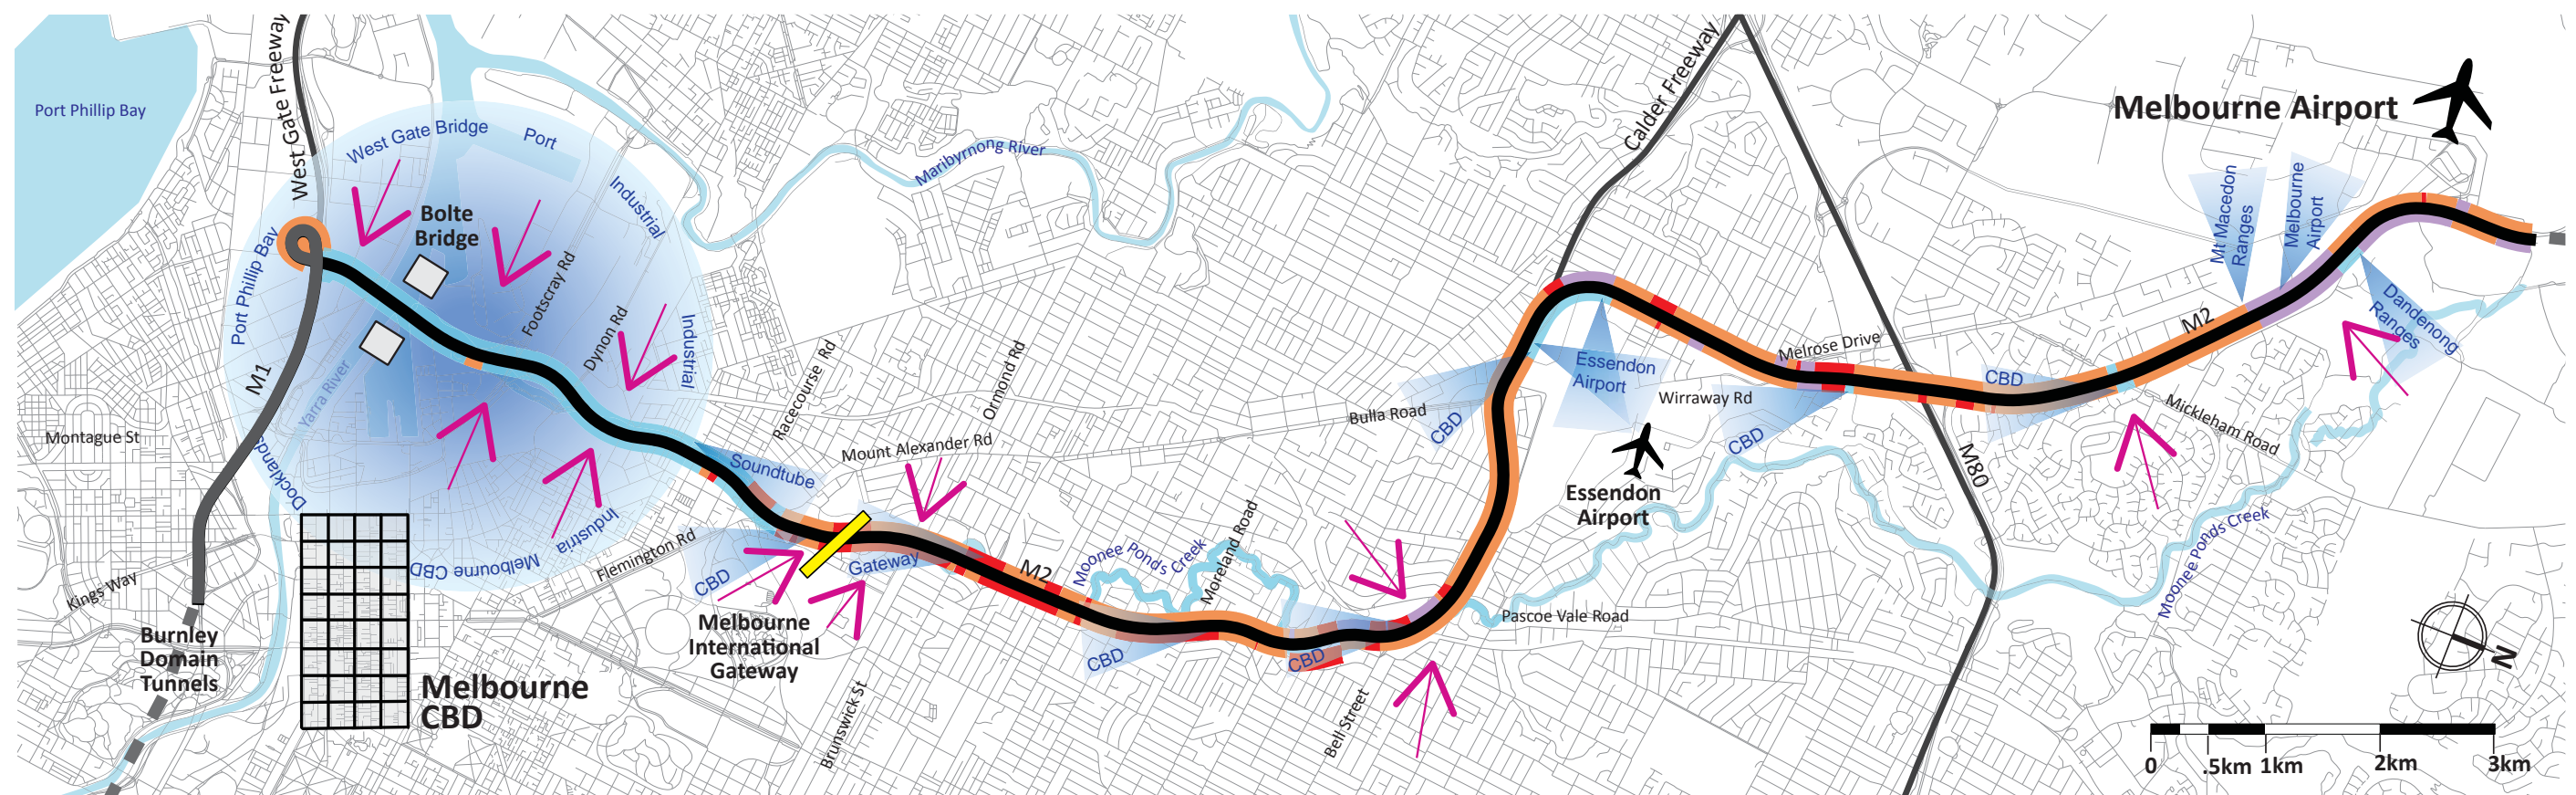 Port Phillip Bay
West Gate Freeway
West Gate Bridge
Port
Industrial
Port Phillip Bay
Bolte
Bridge
Footscray Rd
Dynon Rd
Industrial
M1
Yarra River
Montague St
Docklands
Industria
Melbourne CBD
Kings Way
Burnley
Domain
Tunnels
Melbourne
CBD
Maribyrnong River
Racecourse Rd
Ormond Rd
Mount Alexander Rd
Soundtube
Flemington Rd
CBD
Gateway
Melbourne
International
Gateway
Brunswick St
M2
Moonee Ponds Creek
Moreland Road
CBD
CBD
Bell Street
Pascoe Vale Road
Bulla Road
CBD
Calder Freeway
Essendon
Airport
Wirraway Rd
CBD
Essendon
Airport
Melrose Drive
M80
CBD
M2
Mickleham Road
Moonee Ponds Creek
Mt Macedon
Ranges
Melbourne
Airport
Dandenong
Ranges
Melbourne Airport
N
0 .5km 1km 2km 3km